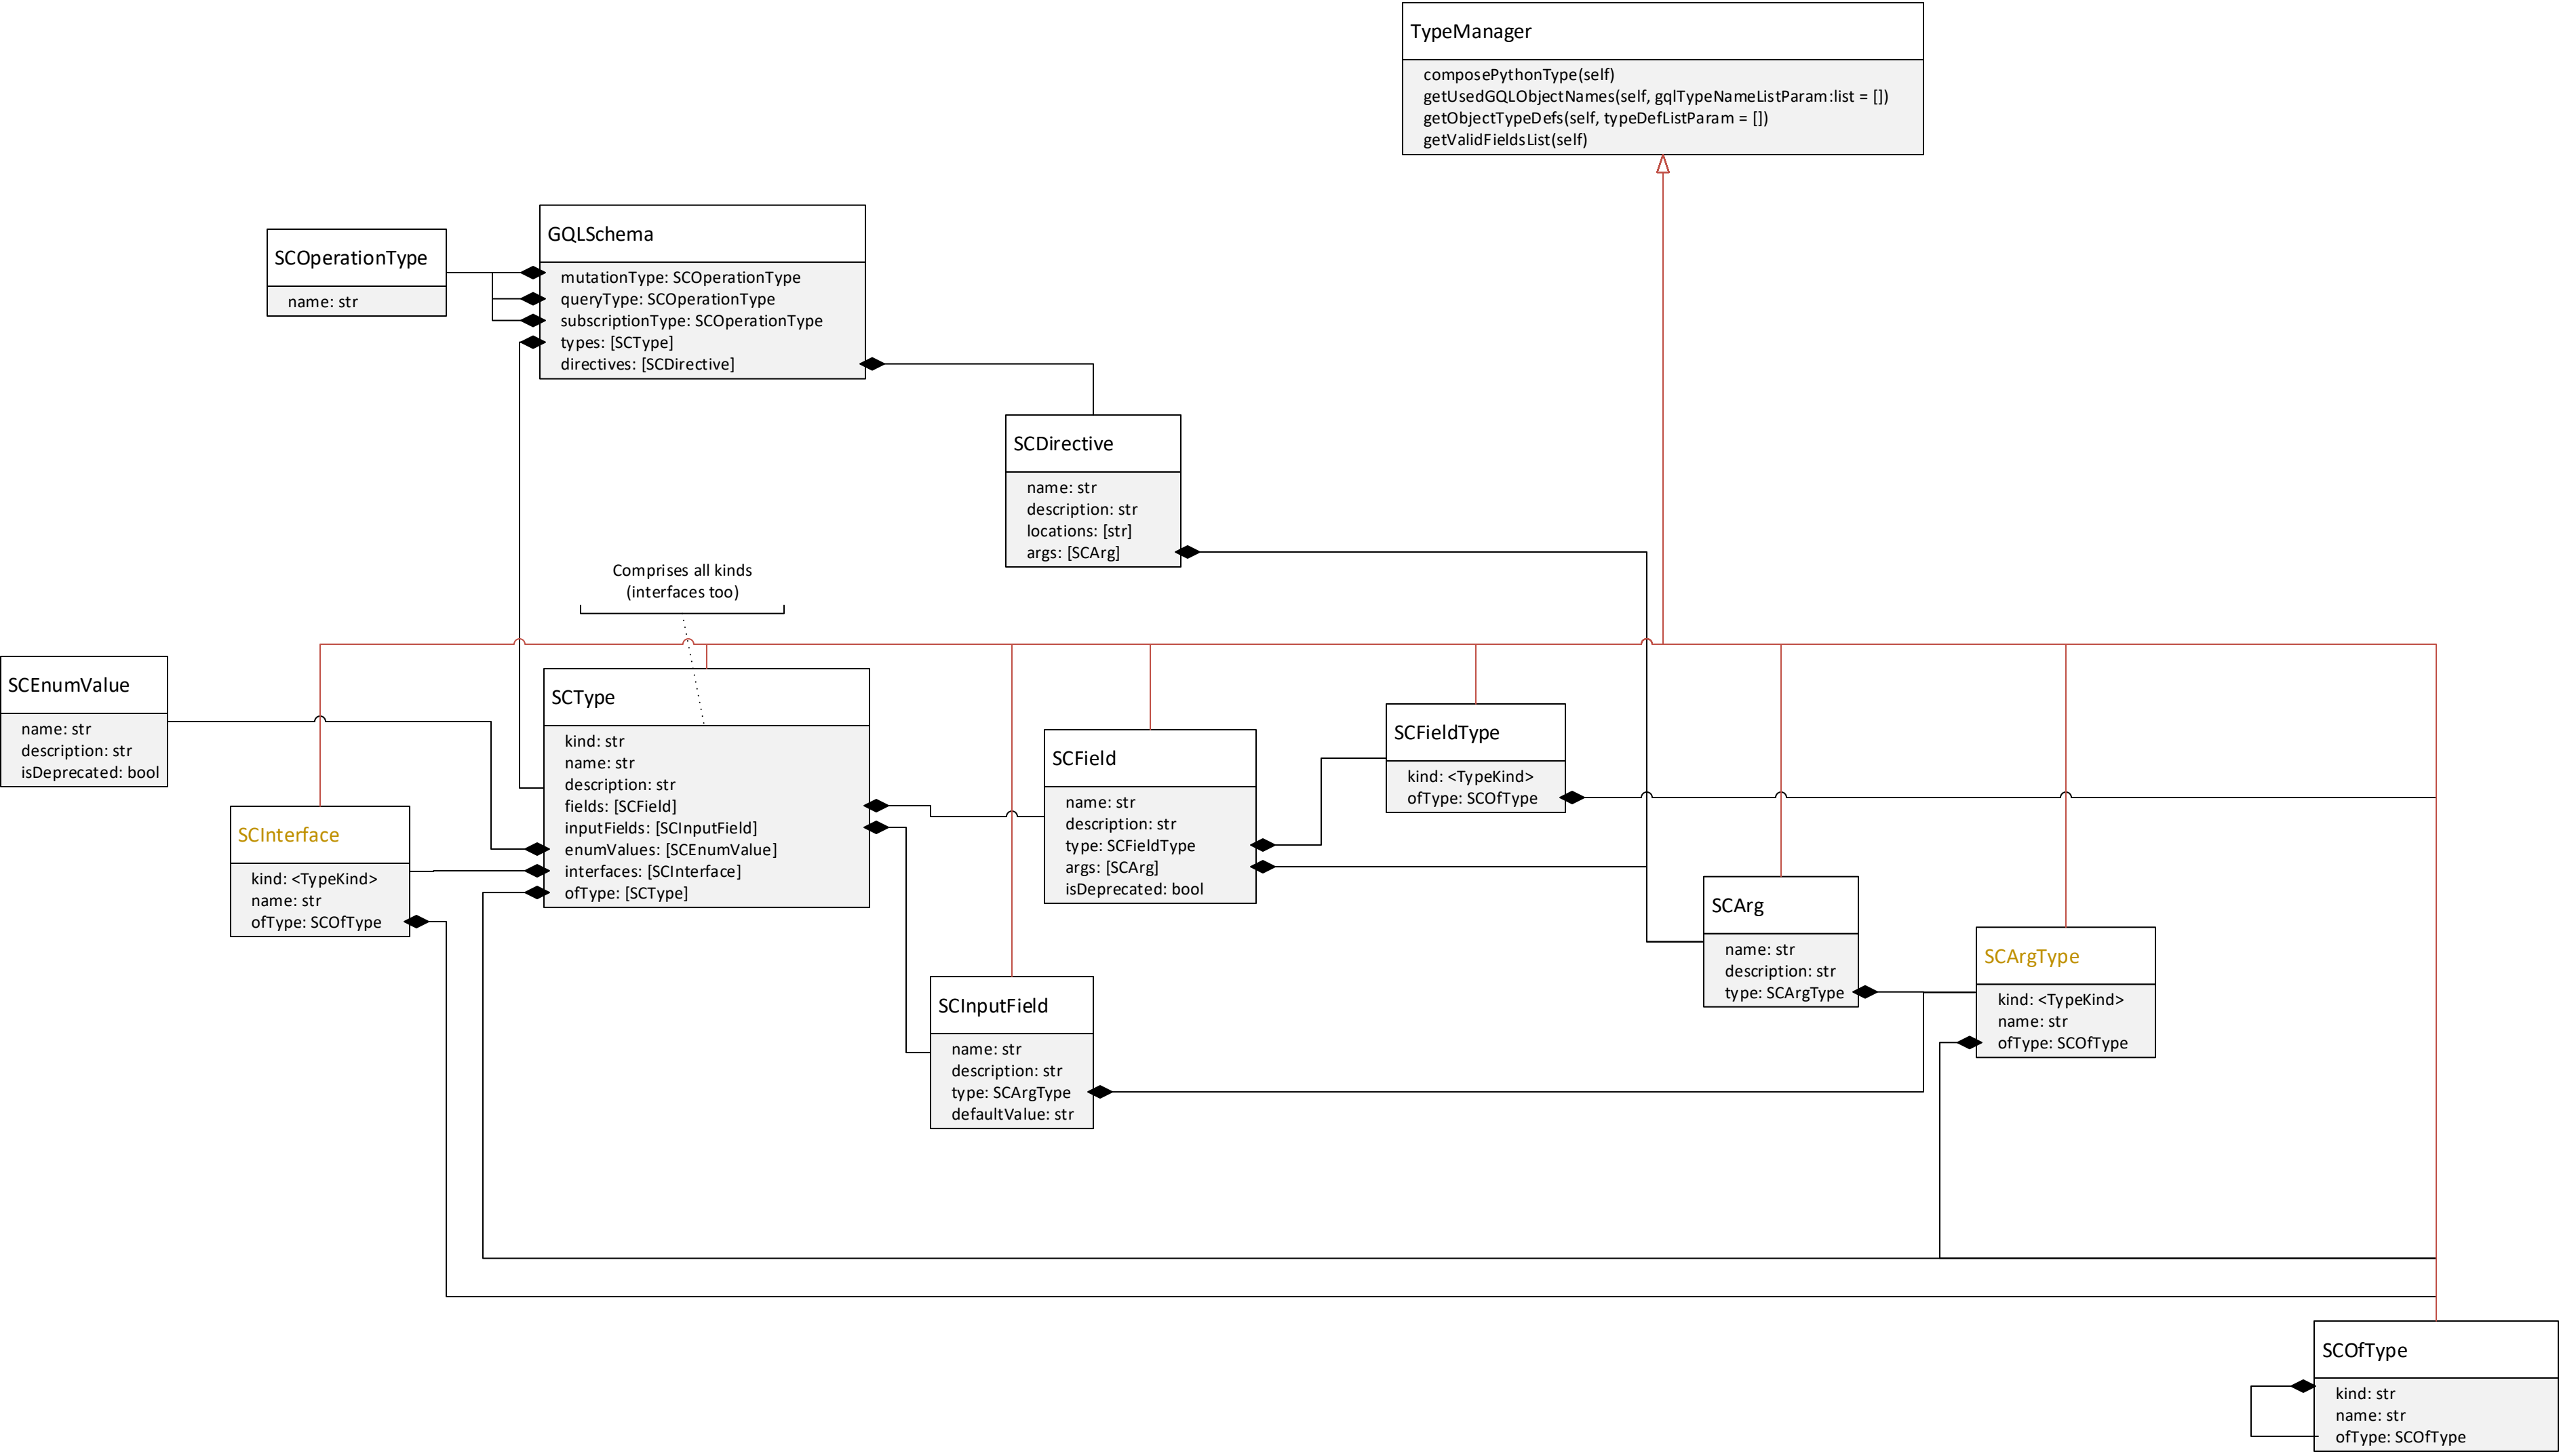 TypeManager
composePythonType(self)
getUsedGQLObjectNames(self, gqlTypeNameListParam:list = [])
getObjectTypeDefs(self, typeDefListParam = [])
getValidFieldsList(self)
SCOperationType
name: str
GQLSchema
mutationType: SCOperationType
queryType: SCOperationType
subscriptionType: SCOperationType
types: [SCType]
directives: [SCDirective]
SCDirective
name: str
description: str
locations: [str]
args: [SCArg]
Comprises all kinds
(interfaces too)
SCEnumValue
name: str
description: str
isDeprecated: bool
SCInterface
kind: <TypeKind>
name: str
ofType: SCOfType
SCType
kind: str
name: str
description: str
fields: [SCField]
inputFields: [SCInputField]
enumValues: [SCEnumValue]
interfaces: [SCInterface]
ofType: [SCType]
SCField
name: str
description: str
type: SCFieldType
args: [SCArg]
isDeprecated: bool
SCFieldType
kind: <TypeKind>
ofType: SCOfType
SCInputField
name: str
description: str
type: SCArgType
defaultValue: str
SCArg
name: str
description: str
type: SCArgType
SCArgType
kind: <TypeKind>
name: str
ofType: SCOfType
SCOfType
kind: str
name: str
ofType: SCOfType